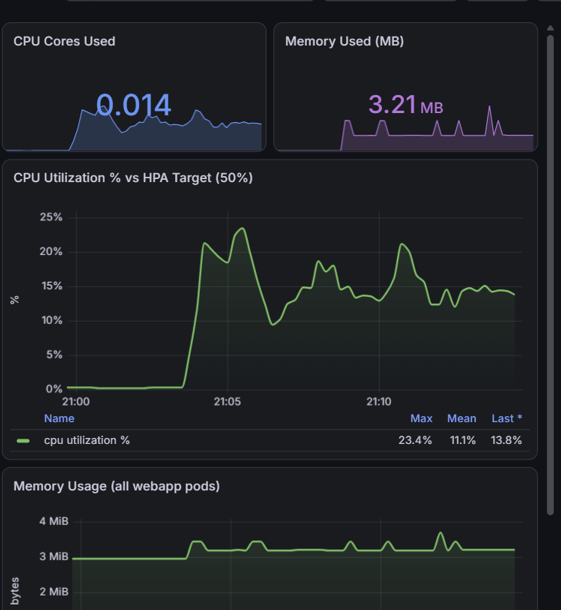 CPU Cores Used
0.014
Memory Used (MB)
3.21 MB
CPU Utilization % vs HPA Target (50%)
25%
20%
15%
10%
5%
0%
%
21:00
21:05
21:10
Name Max Mean Last *
cpu utilization % 23.4% 11.1% 13.8%
Memory Usage (all webapp pods)
4 MiB
3 MiB
2 MiB
bytes